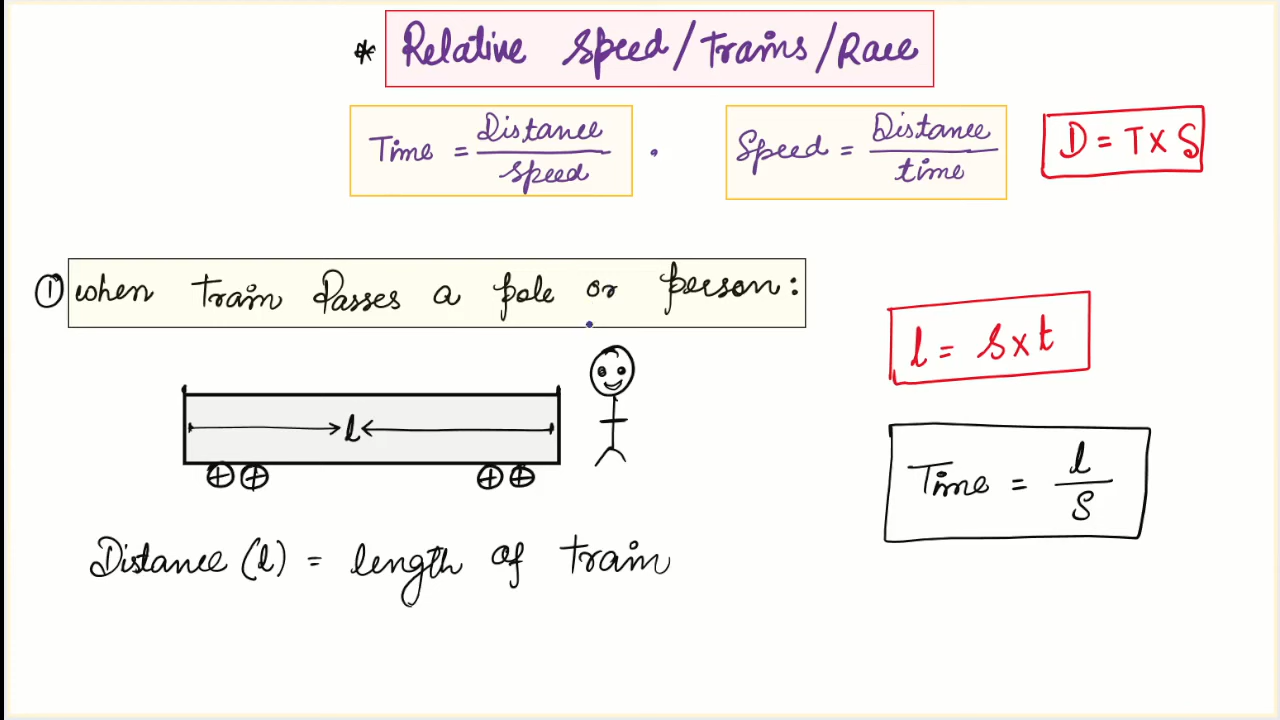 * Relative Speed/Trains/Race
Time = Distance/Speed . Speed = Distance/time D = T x S
① when train Passes a pole or person:
l = s x t
l
Time = l/S
Distance (l) = length of train